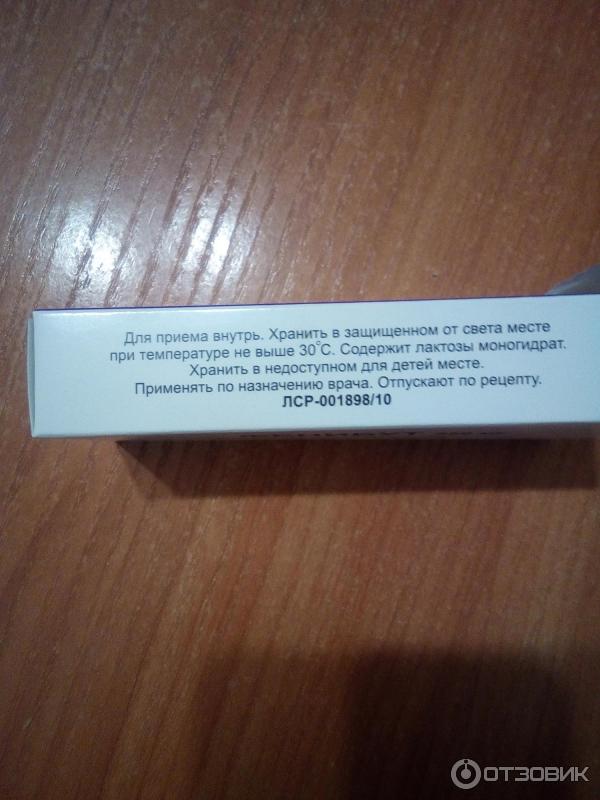 Для приема внутрь. Хранить в защищенном от света месте
при температуре не выше 30°С. Содержит лактозы моногидрат.
Хранить в недоступном для детей месте.
Применять по назначению врача. Отпускают по рецепту.
ЛСР-001898/10
ОТЗОВИК